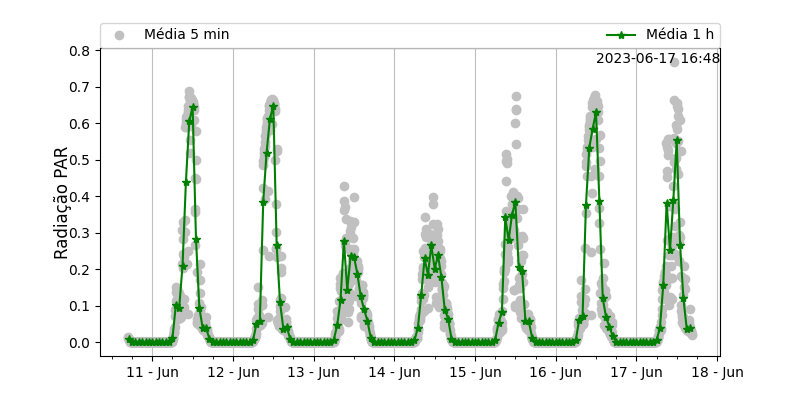 Média 5 min
Média 1 h
2023-06-17 16:48
Radiação PAR
0.8
0.7
0.6
0.5
0.4
0.3
0.2
0.1
0.0
11 - Jun
12 - Jun
13 - Jun
14 - Jun
15 - Jun
16 - Jun
17 - Jun
18 - Jun